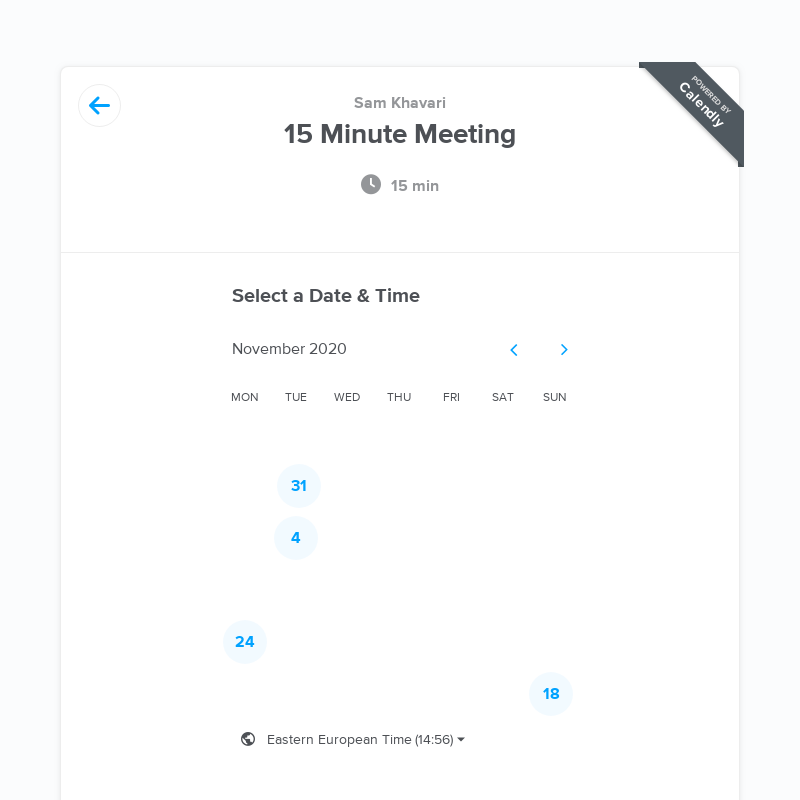 POWERED BY
Calendly
Sam Khavari
15 Minute Meeting
15 min
Select a Date & Time
November 2020
MON TUE WED THU FRI SAT SUN
31
4
24
18
Eastern European Time (14:56)